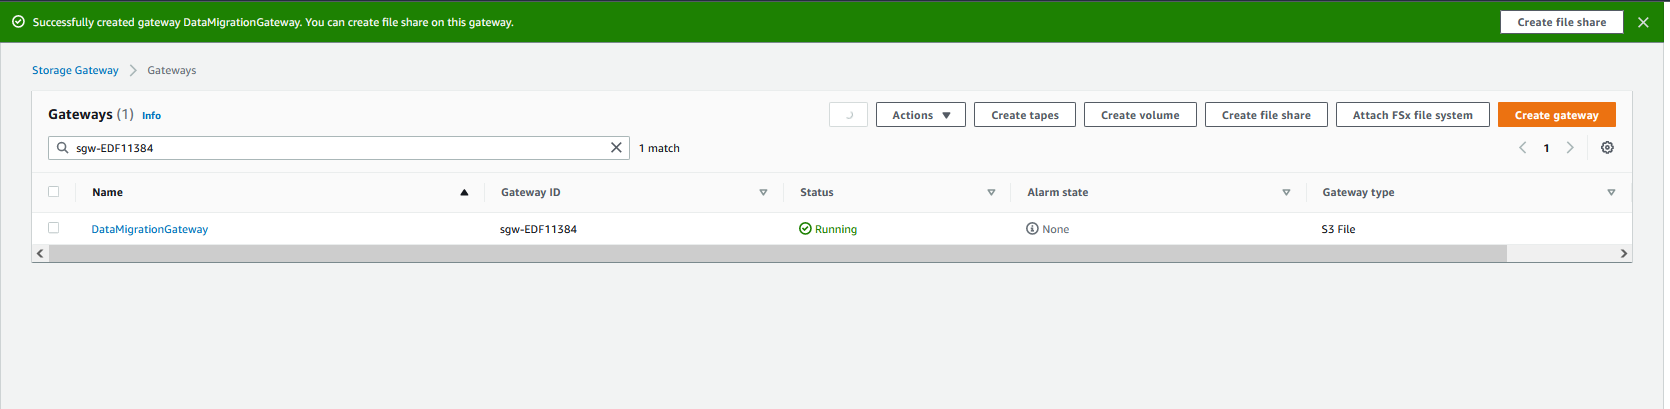 Successfully created gateway DataMigrationGateway. You can create file share on this gateway.
Create file share
Storage Gateway
Gateways
Gateways (1) Info
Actions
Create tapes
Create volume
Create file share
Attach FSx file system
Create gateway
sgw-EDF11384
1 match
1
Name
Gateway ID
Status
Alarm state
Gateway type
DataMigrationGateway
sgw-EDF11384
Running
None
S3 File